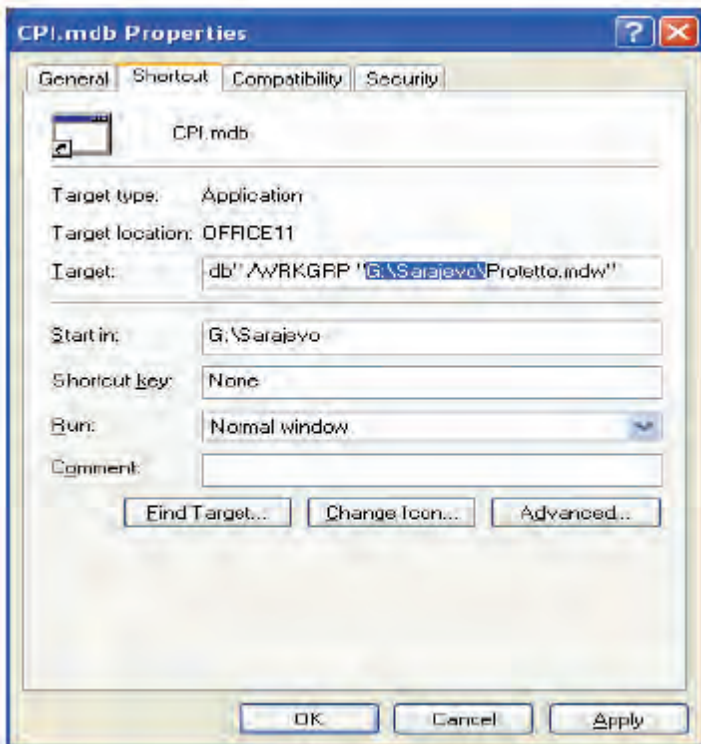 CPI.mdb Properties
General Shortcut Compatibility Security
CPI.mdb
Target type: Application
Target location: OFFICE11
Target: db" /WRKGRP "G:\Sarajevo\Protetto.mdw"
Start in: G:\Sarajevo
Shortcut key: None
Run: Normal window
Comment:
Find Target... Change Icon... Advanced...
OK Cancel Apply